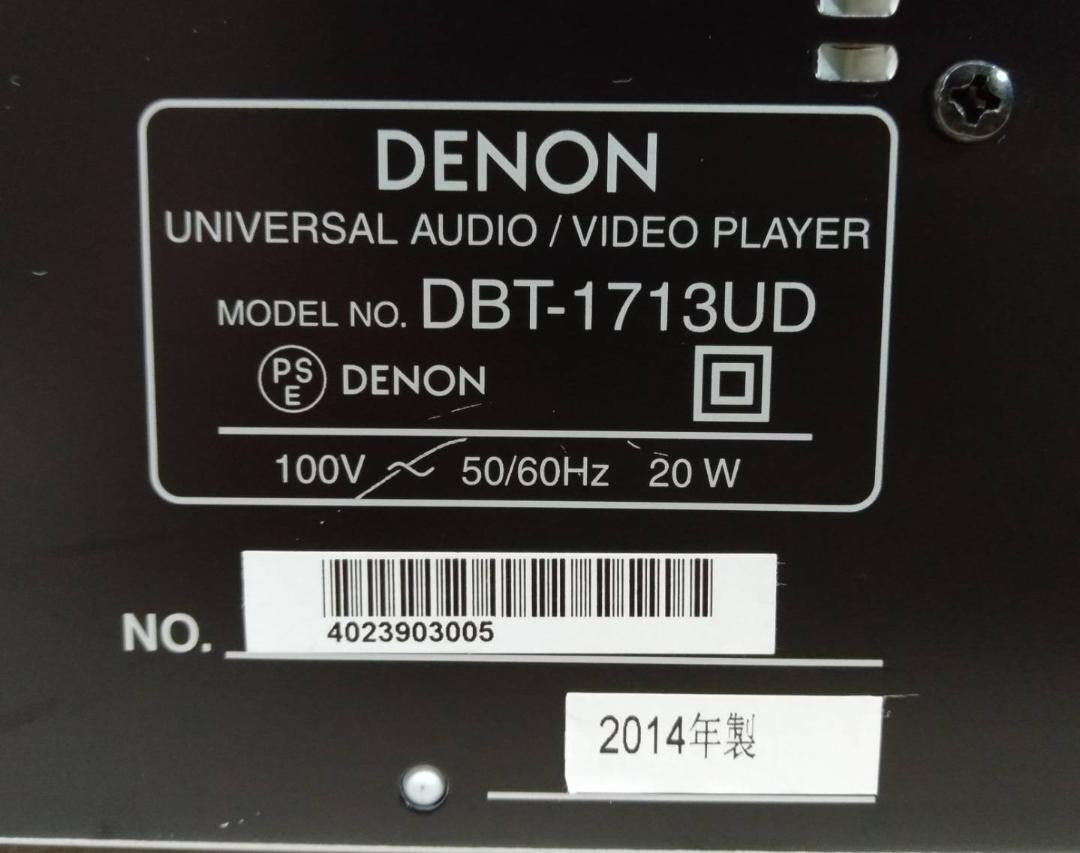 DENON
UNIVERSAL AUDIO / VIDEO PLAYER
MODEL NO. DBT-1713UD
PS
E DENON
100V ~ 50/60Hz 20 W
NO. 4023903005
2014年製